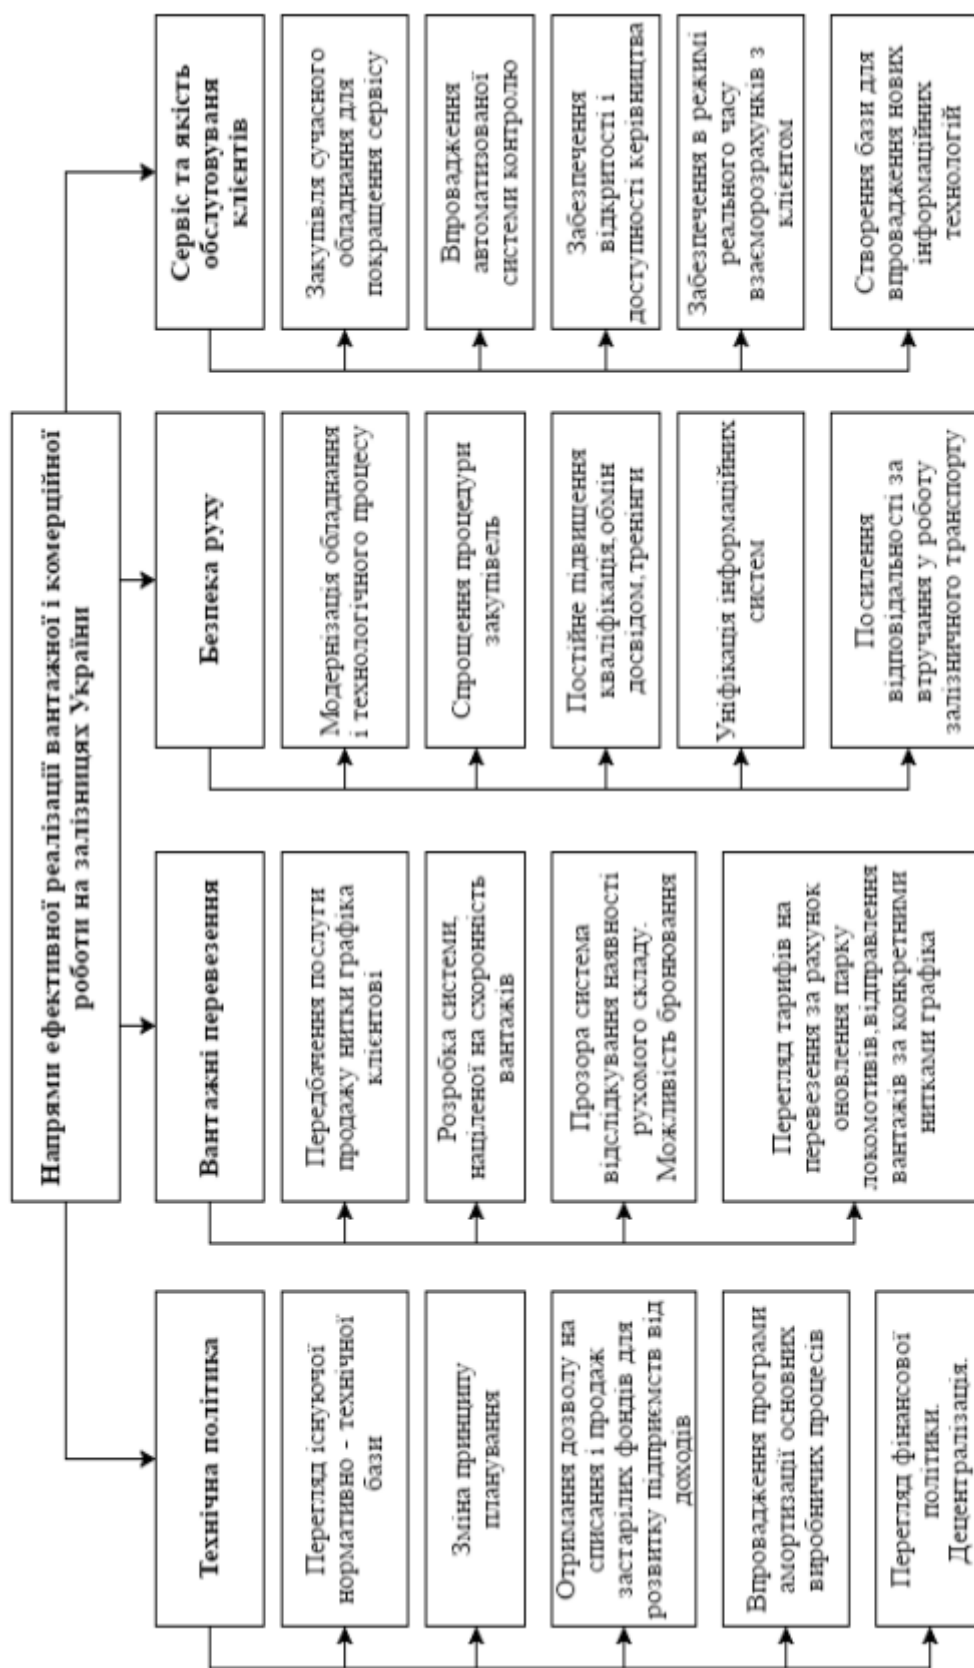 Напрями ефективної реалізації вантажної і комерційної
роботи на залізницях України
Технічна політика
Перегляд існуючої
нормативно – технічної
бази
Зміна принципу
планування
Отримання дозволу на
списання і продаж
застарілих фондів для
розвитку підприємств від
доходів
Впровадження програми
амортизації основних
виробничих процесів
Перегляд фінансової
політики.
Децентралізація.
Вантажні перевезення
Передбачення послуги
продажу нитки графіка
клієнтові
Розробка системи,
націленої на схоронність
вантажів
Прозора система
відслідкування наявності
рухомого складу.
Можливість бронювання
Перегляд тарифів на
перевезення за рахунок
оновлення парку
локомотивів,відправлення
вантажів за конкретними
нитками графіка
Безпека руху
Модернізація обладнання
і технологічного процесу
Спрощення процедури
закупівель
Постійне підвищення
кваліфікація,обмін
досвідом,тренінги
Уніфікація інформаційних
систем
Посилення
відповідальності за
втручання у роботу
залізничного транспорту
Сервіс та якість
обслуговуваня
клієнтів
Закупівля сучасного
обладнання для
покращення сервісу
Впровадження
автоматизованої
системи контролю
Забезпечення
відкритості і
доступності керівництва
Забезпечення в режимі
реального часу
взаєморозрахунків з
клієнтом
Створення бази для
впровадження нових
інформаційних
технологій